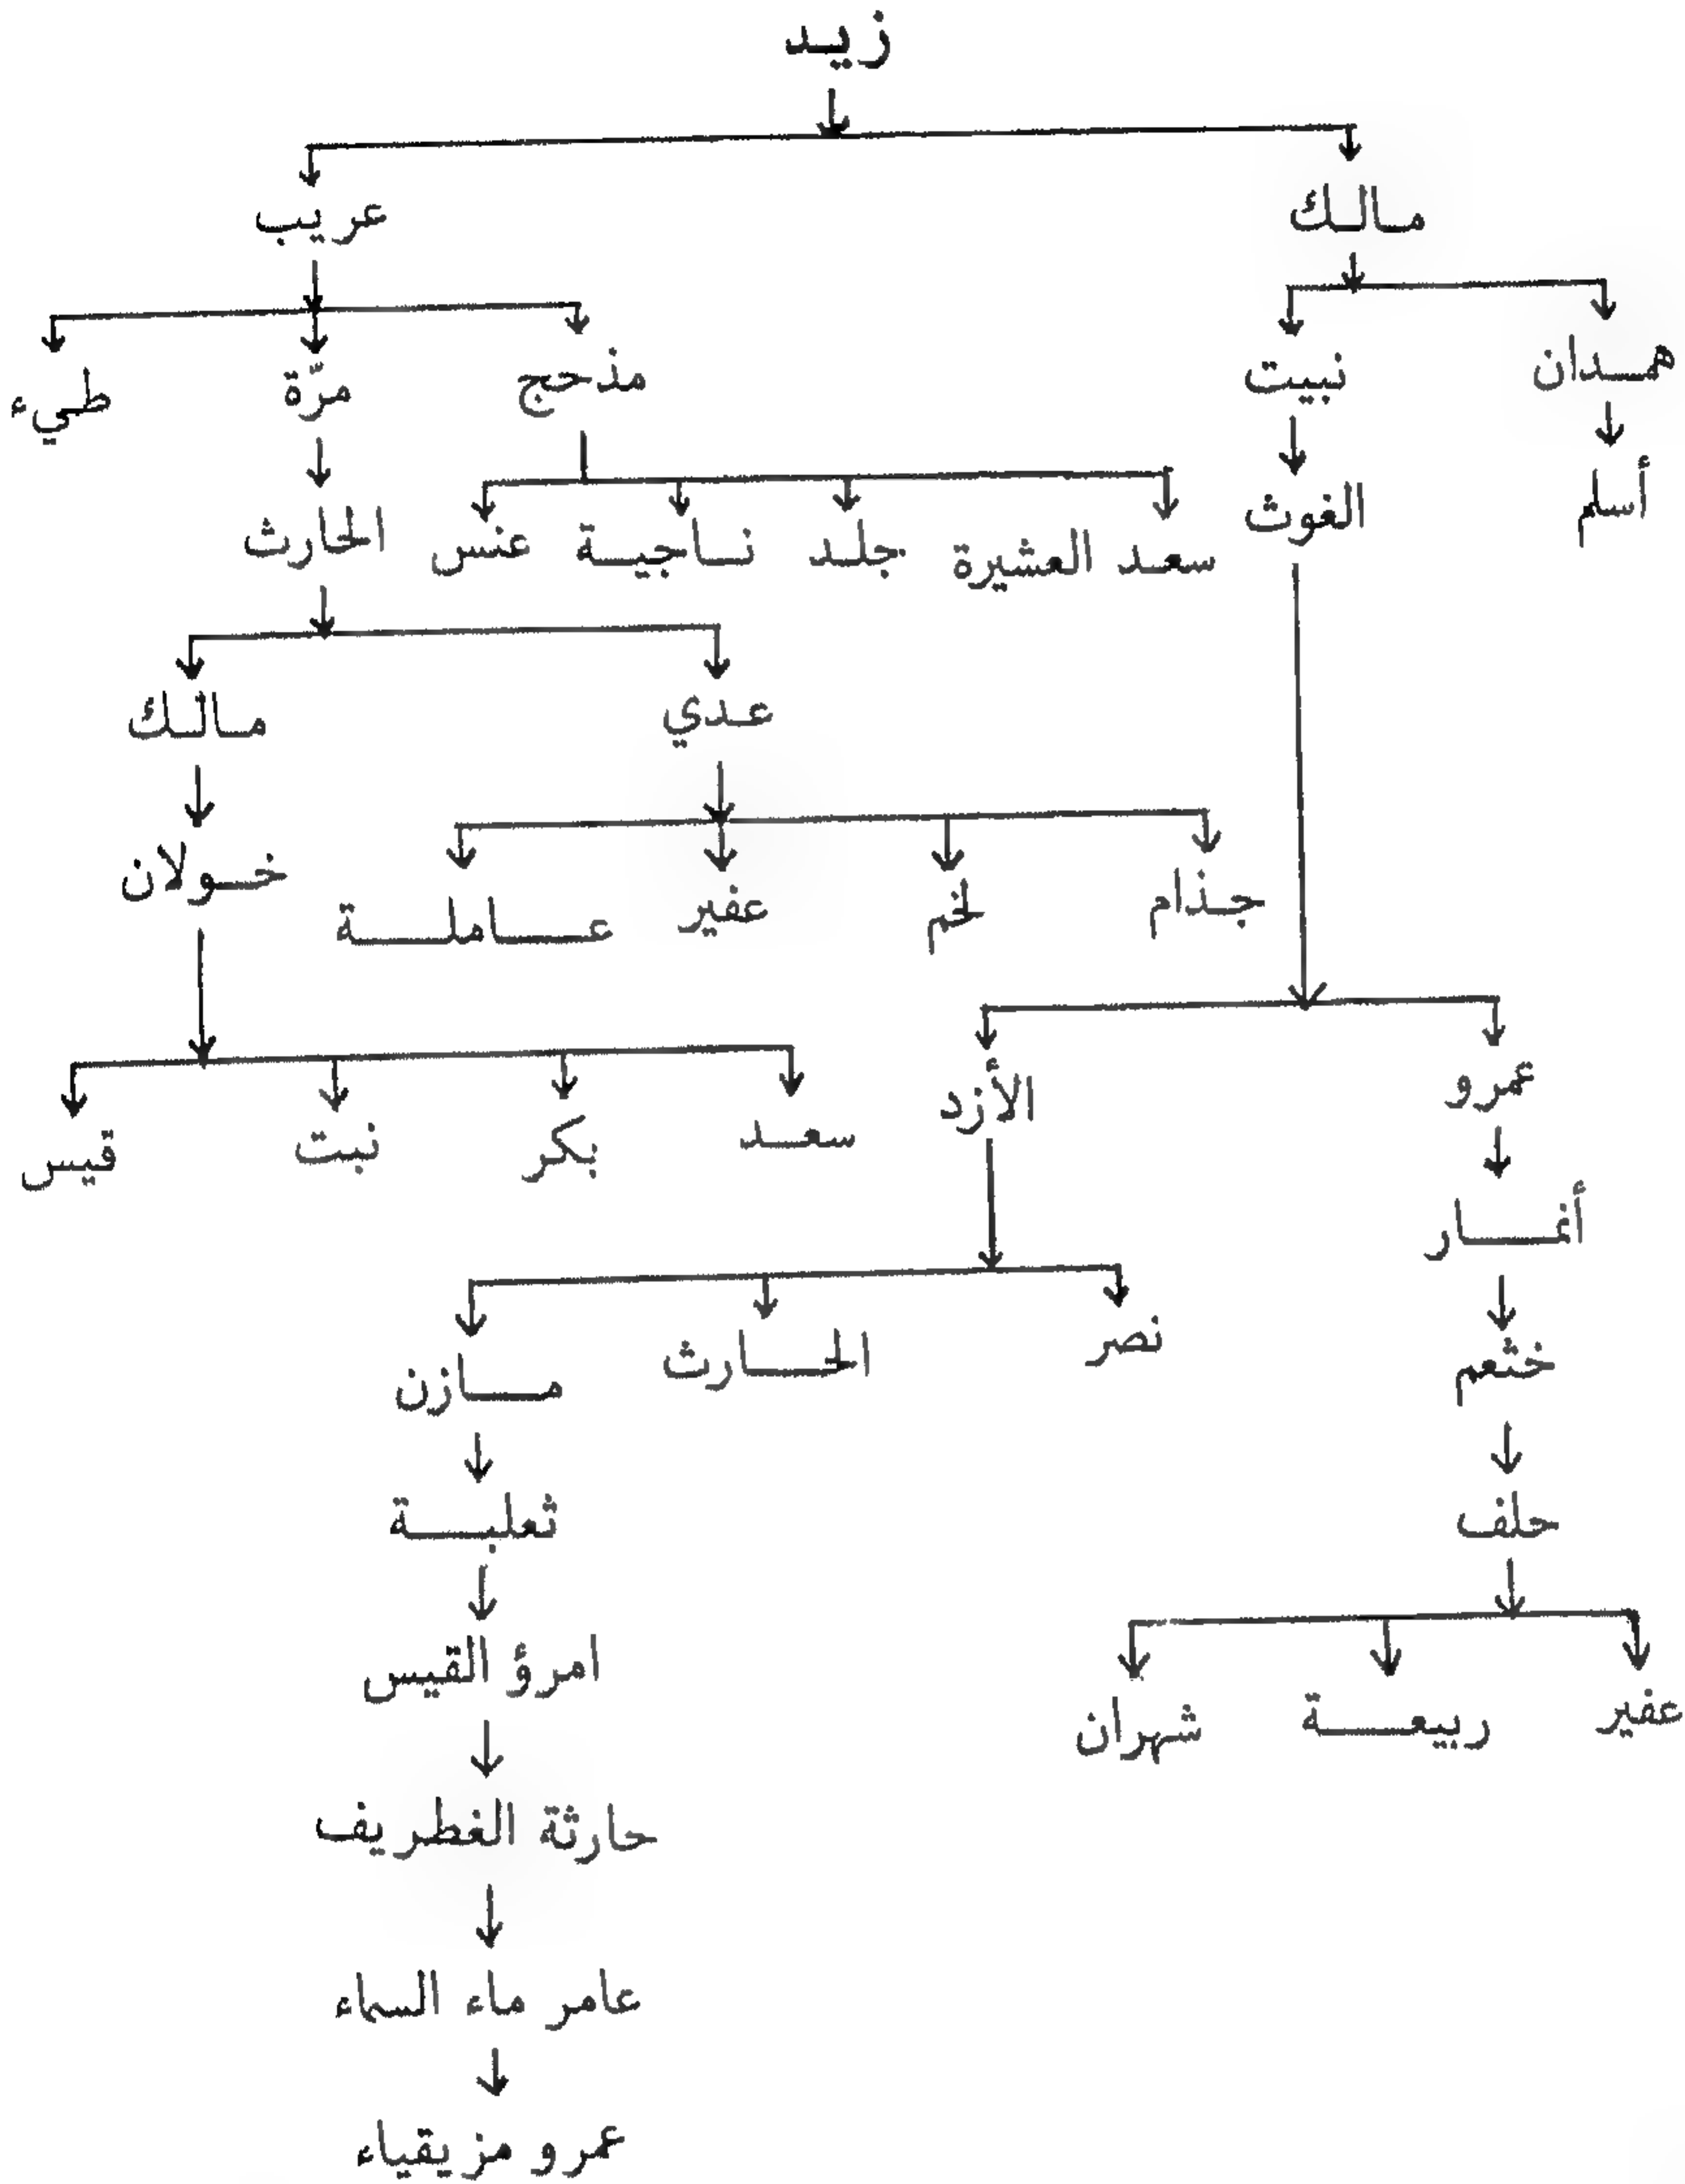 زيد
مالك عريب
همدان نبيت مذحج مرّة طيء
أسلم الغوث سعد العشيرة جلد ناجية عنس الحارث
عدي مالك
جذام لخم عفير عاملة خولان
عمرو الأزد سعد بكر نبت قيس
أنمار
خثعم نصر الحارث مازن
حلف ثعلبة
امرؤ القيس
عفير ربيعة شهران
حارثة الغطريف
عامر ماء السماء
عمرو مزيقياء